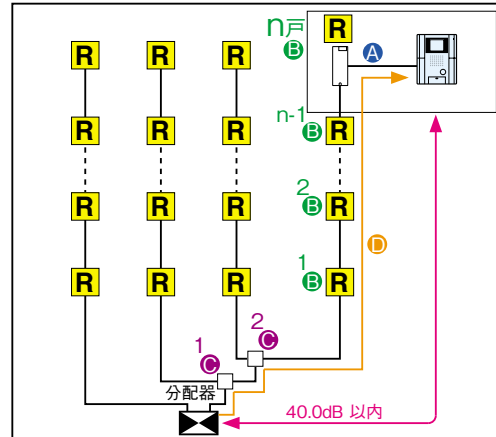 n戸 R
B
A
R R R
n-1 B R
R R R
2 B R
R R R
D
1 B R
R R R
2 C
1 C
分配器
40.0dB 以内